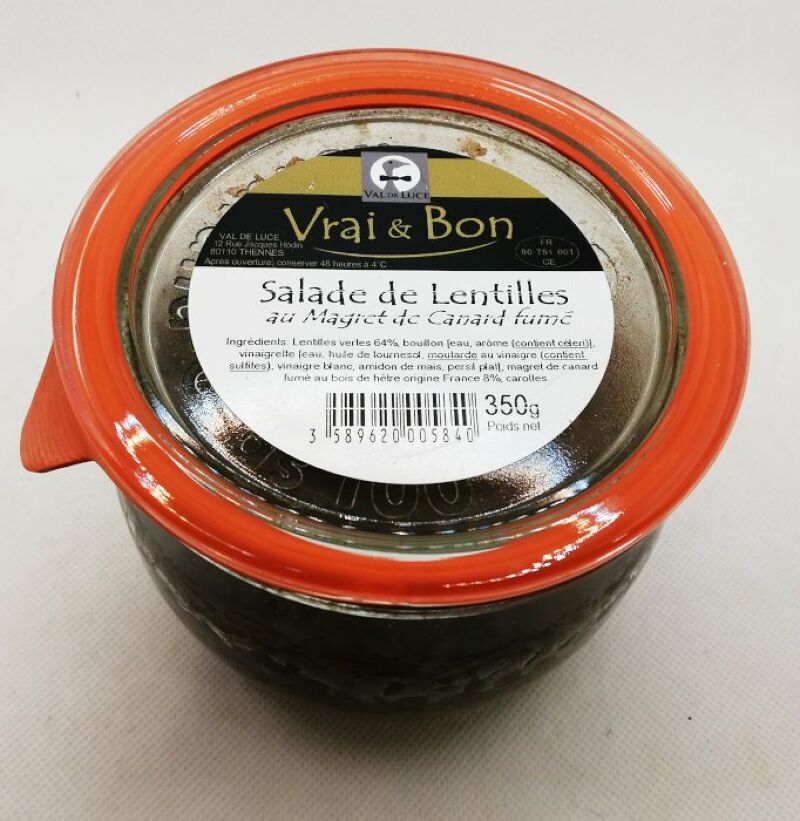 VAL DE LUCE
Vrai & Bon
VAL DE LUCE
12 Rue Jacques Hodin
80110 THENNES
Après ouverture, conserver 48 heures à 4°C
FR
80 751 001
CE
Salade de Lentilles
au Magret de Canard fumé
Ingrédients: Lentilles vertes 64%, bouillon [eau, arôme (contient céleri)],
vinaigrette [eau, huile de tournesol, moutarde au vinaigre (contient
sulfites), vinaigre blanc, amidon de maïs, persil plat], magret de canard
fumé au bois de hêtre origine France 8%, carottes.
3 589620 005840
350g
Poids net
100